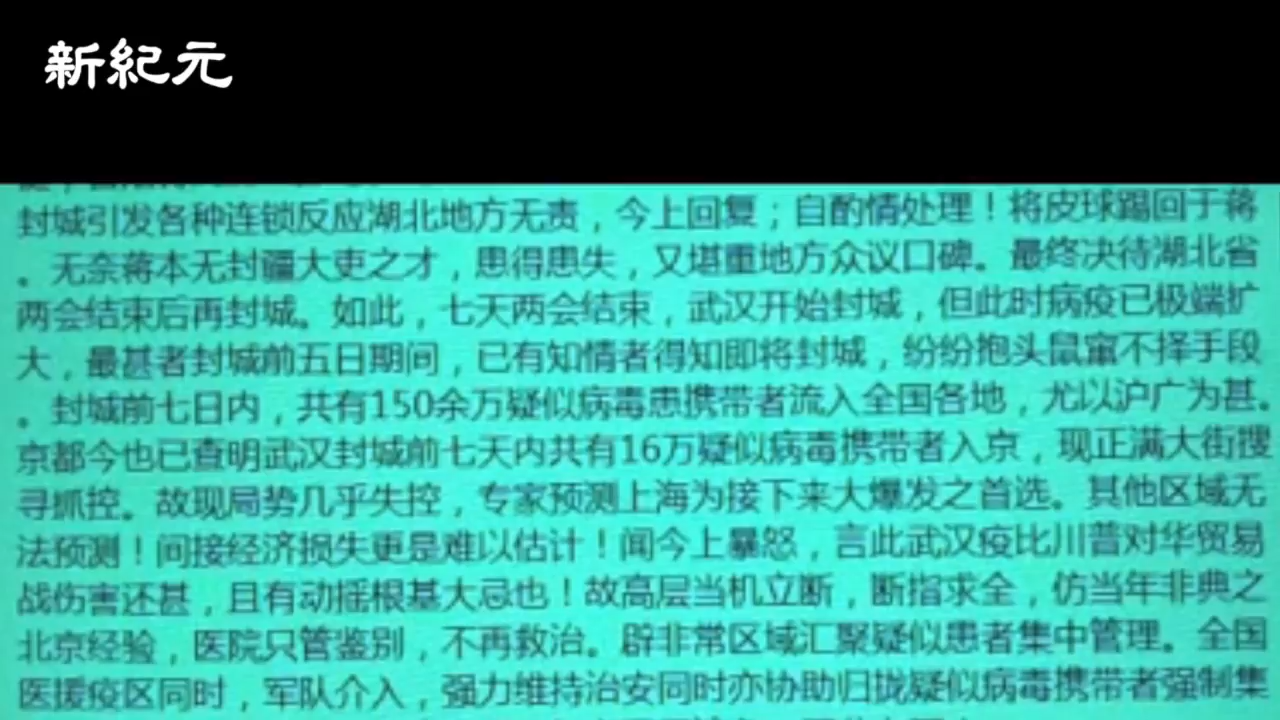 新紀元
封城引发各种连锁反应湖北地方无责，今上回复；自酌情处理！将皮球踢回于蒋
。无奈蒋本无封疆大吏之才，患得患失，又堪重地方众议口碑。最终决待湖北省
两会结束后再封城。如此，七天两会结束，武汉开始封城，但此时病疫已极端扩
大，最甚者封城前五日期间，已有知情者得知即将封城，纷纷抱头鼠窜不择手段
。封城前七日内，共有150余万疑似病毒患携带者流入全国各地，尤以沪广为甚。
京都今也已查明武汉封城前七天内共有16万疑似病毒携带者入京，现正满大街搜
寻抓控。故现局势几乎失控，专家预测上海为接下来大爆发之首选。其他区域无
法预测！间接经济损失更是难以估计！闻今上暴怒，言此武汉疫比川普对华贸易
战伤害还甚，且有动摇根基大忌也！故高层当机立断，断指求全，仿当年非典之
北京经验，医院只管鉴别，不再救治。辟非常区域汇聚疑似患者集中管理。全国
医援疫区同时，军队介入，强力维持治安同时亦协助归拢疑似病毒携带者强制集